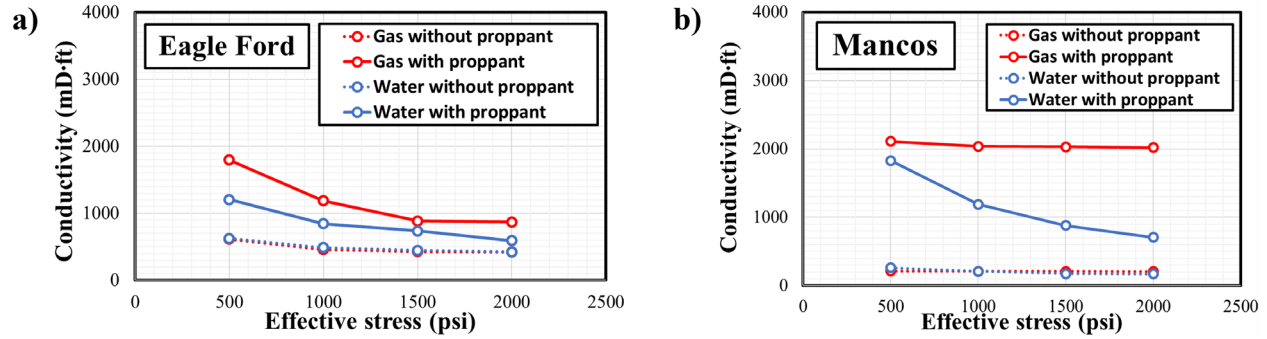 a)
Eagle Ford
Gas without proppant
Gas with proppant
Water without proppant
Water with proppant
Conductivity (mD·ft)
4000
3000
2000
1000
0
0 500 1000 1500 2000 2500
Effective stress (psi)
b)
Mancos
Gas without proppant
Gas with proppant
Water without proppant
Water with proppant
Conductivity (mD·ft)
4000
3000
2000
1000
0
0 500 1000 1500 2000 2500
Effective stress (psi)